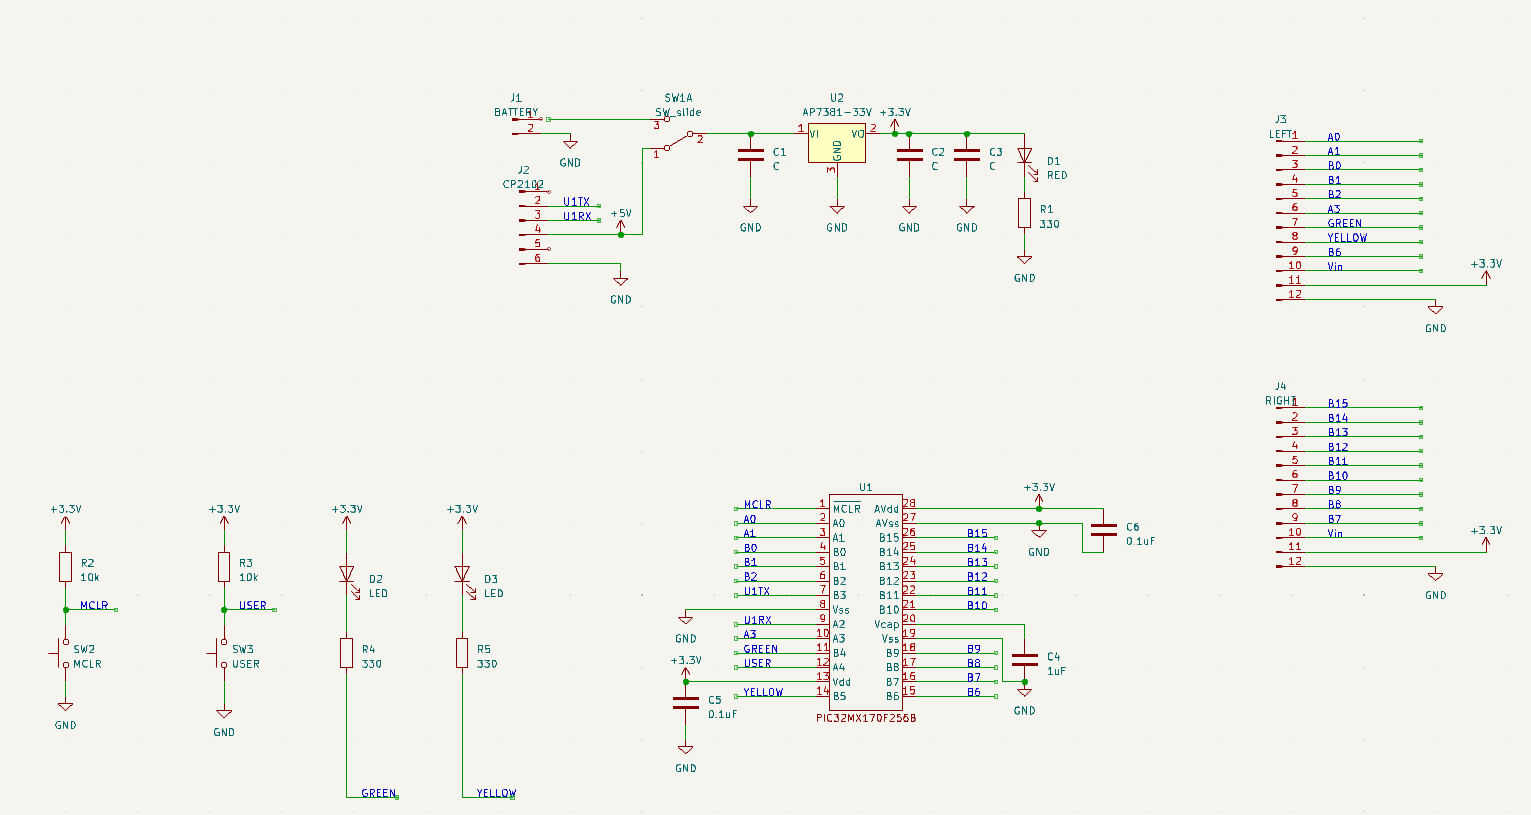 J1
BATTERY
1
2
GND
J2
CP2102
1
2 U1TX
3 U1RX
4
5
6
+5V
GND
SW1A
SW_slide
3
2
1
U2
AP7381-33V
+3.3V
1 VI
VO 2
GND
3
C1
C
C2
C
C3
C
D1
RED
R1
330
GND
GND
GND
GND
GND
J3
LEFT
1 A0
2 A1
3 B0
4 B1
5 B2
6 A3
7 GREEN
8 YELLOW
9 B6
10 Vin
11
12
+3.3V
GND
J4
RIGHT
1 B15
2 B14
3 B13
4 B12
5 B11
6 B10
7 B9
8 B8
9 B7
10 Vin
11
12
+3.3V
GND
+3.3V
R2
10k
MCLR
SW2
MCLR
GND
+3.3V
R3
10k
USER
SW3
USER
GND
+3.3V
D2
LED
R4
330
GREEN
+3.3V
D3
LED
R5
330
YELLOW
U1
MCLR 1 MCLR
A0 2 A0
A1 3 A1
B0 4 B0
B1 5 B1
B2 6 B2
U1TX 7 B3
8 Vss
U1RX 9 A2
A3 10 A3
GREEN 11 B4
USER 12 A4
13 Vdd
YELLOW 14 B5
AVdd 28
AVss 27
B15 26 B15
B14 25 B14
B13 24 B13
B12 23 B12
B11 22 B11
B10 21 B10
Vcap 20
Vss 19
B9 18 B9
B8 17 B8
B7 16 B7
B6 15 B6
PIC32MX170F256B
GND
+3.3V
C5
0.1uF
GND
+3.3V
GND
C6
0.1uF
C4
1uF
GND